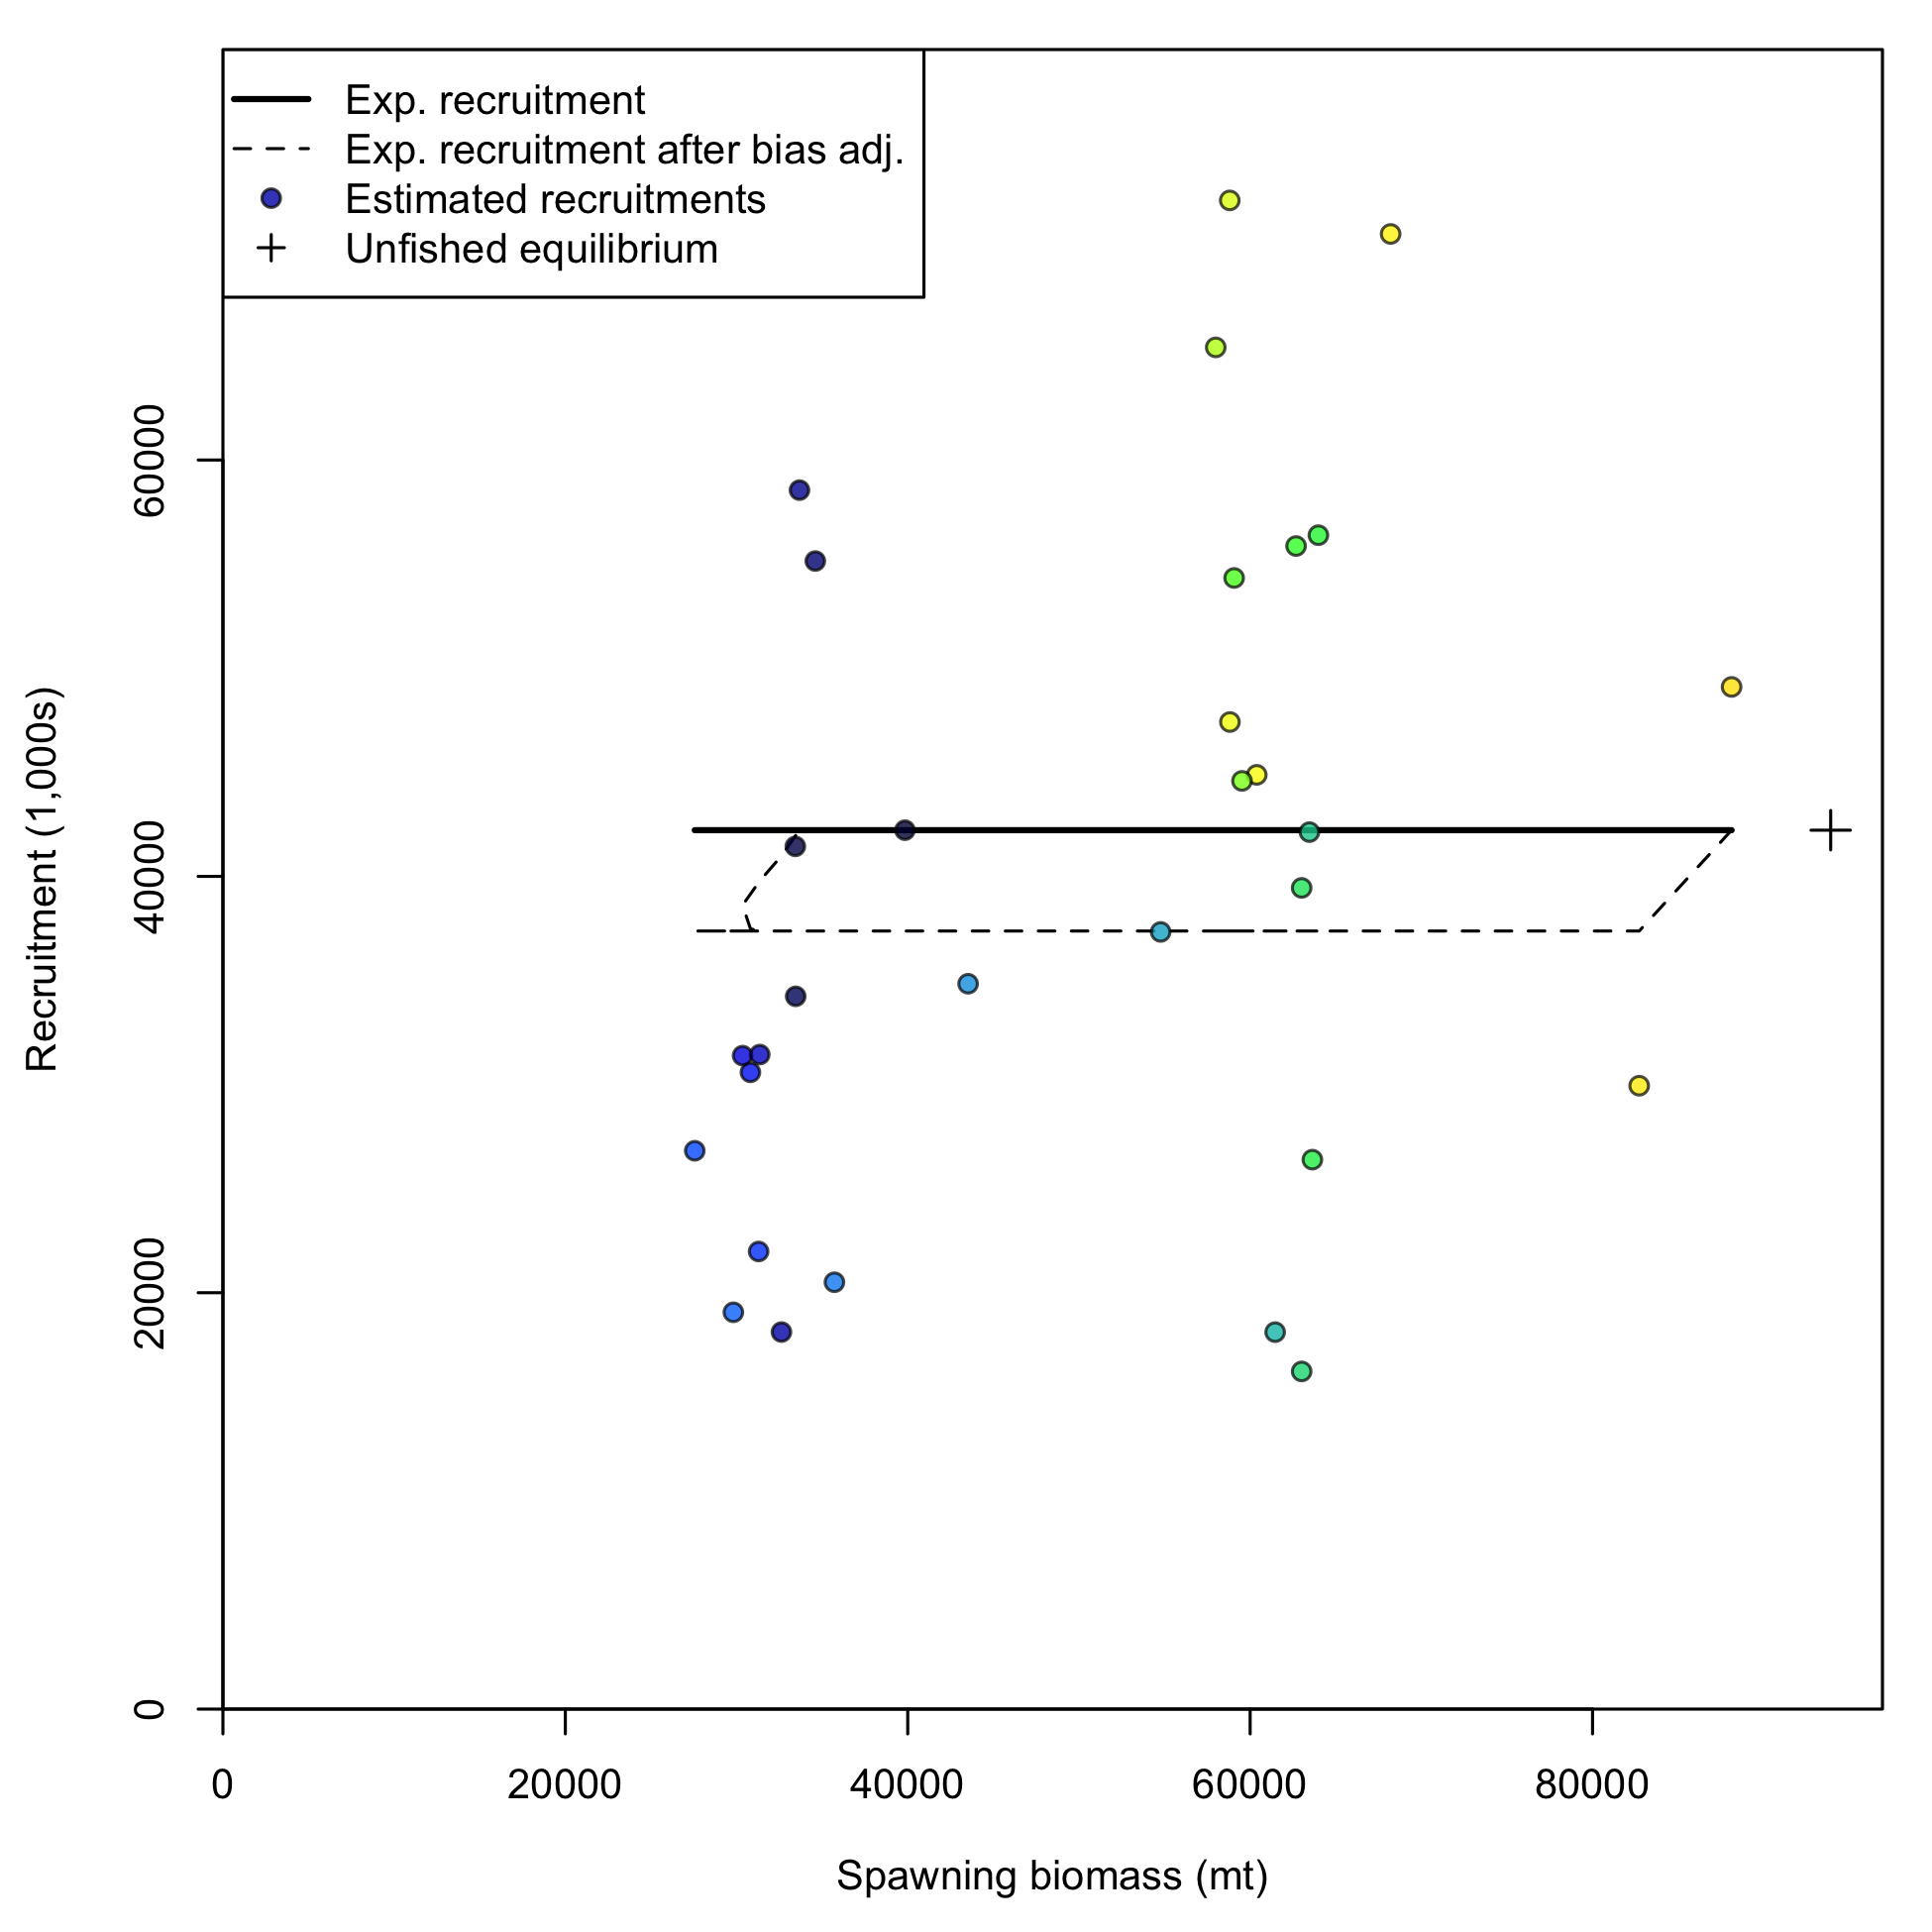 Exp. recruitment
Exp. recruitment after bias adj.
Estimated recruitments
Unfished equilibrium
Recruitment (1,000s)
60000
40000
20000
0
0 20000 40000 60000 80000
Spawning biomass (mt)